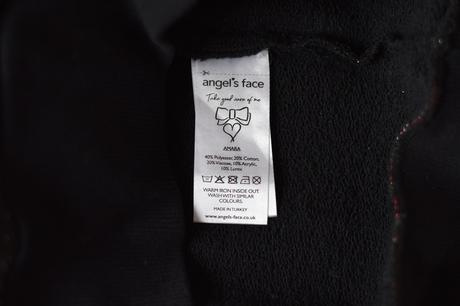 angel's face
Take good care of me
AMARA
40% Polyester, 20% Cotton,
20% Viscose, 10% Acrylic,
10% Lurex
WARM IRON INSIDE OUT
WASH WITH SIMILAR
COLOURS
MADE IN TURKEY
www.angels-face.co.uk